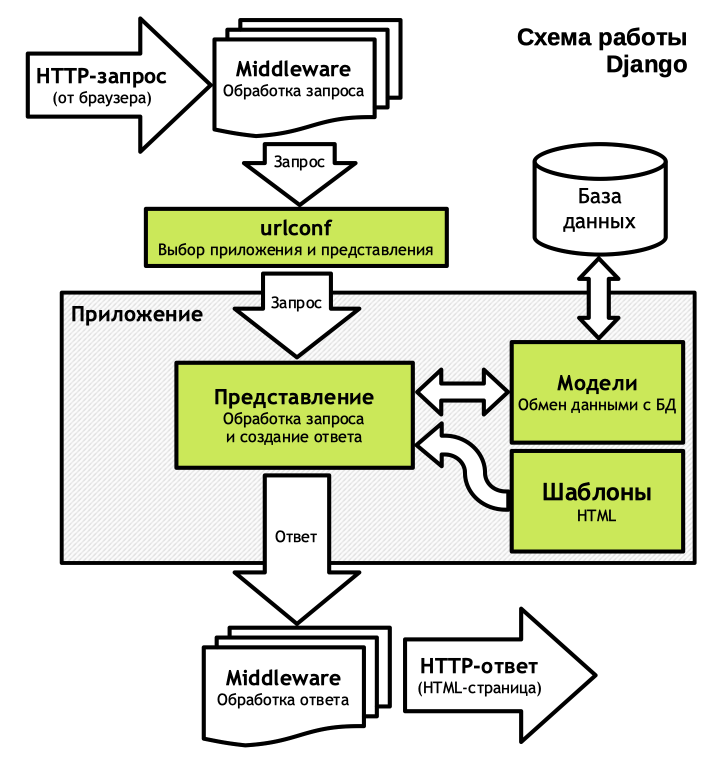 Схема работы
Django
HTTP-запрос
(от браузера)
Middleware
Обработка запроса
Запрос
urlconf
Выбор приложения и представления
База
данных
Запрос
Приложение
Представление
Обработка запроса
и создание ответа
Модели
Обмен данными с БД
Шаблоны
HTML
Ответ
Middleware
Обработка ответа
HTTP-ответ
(HTML-страница)